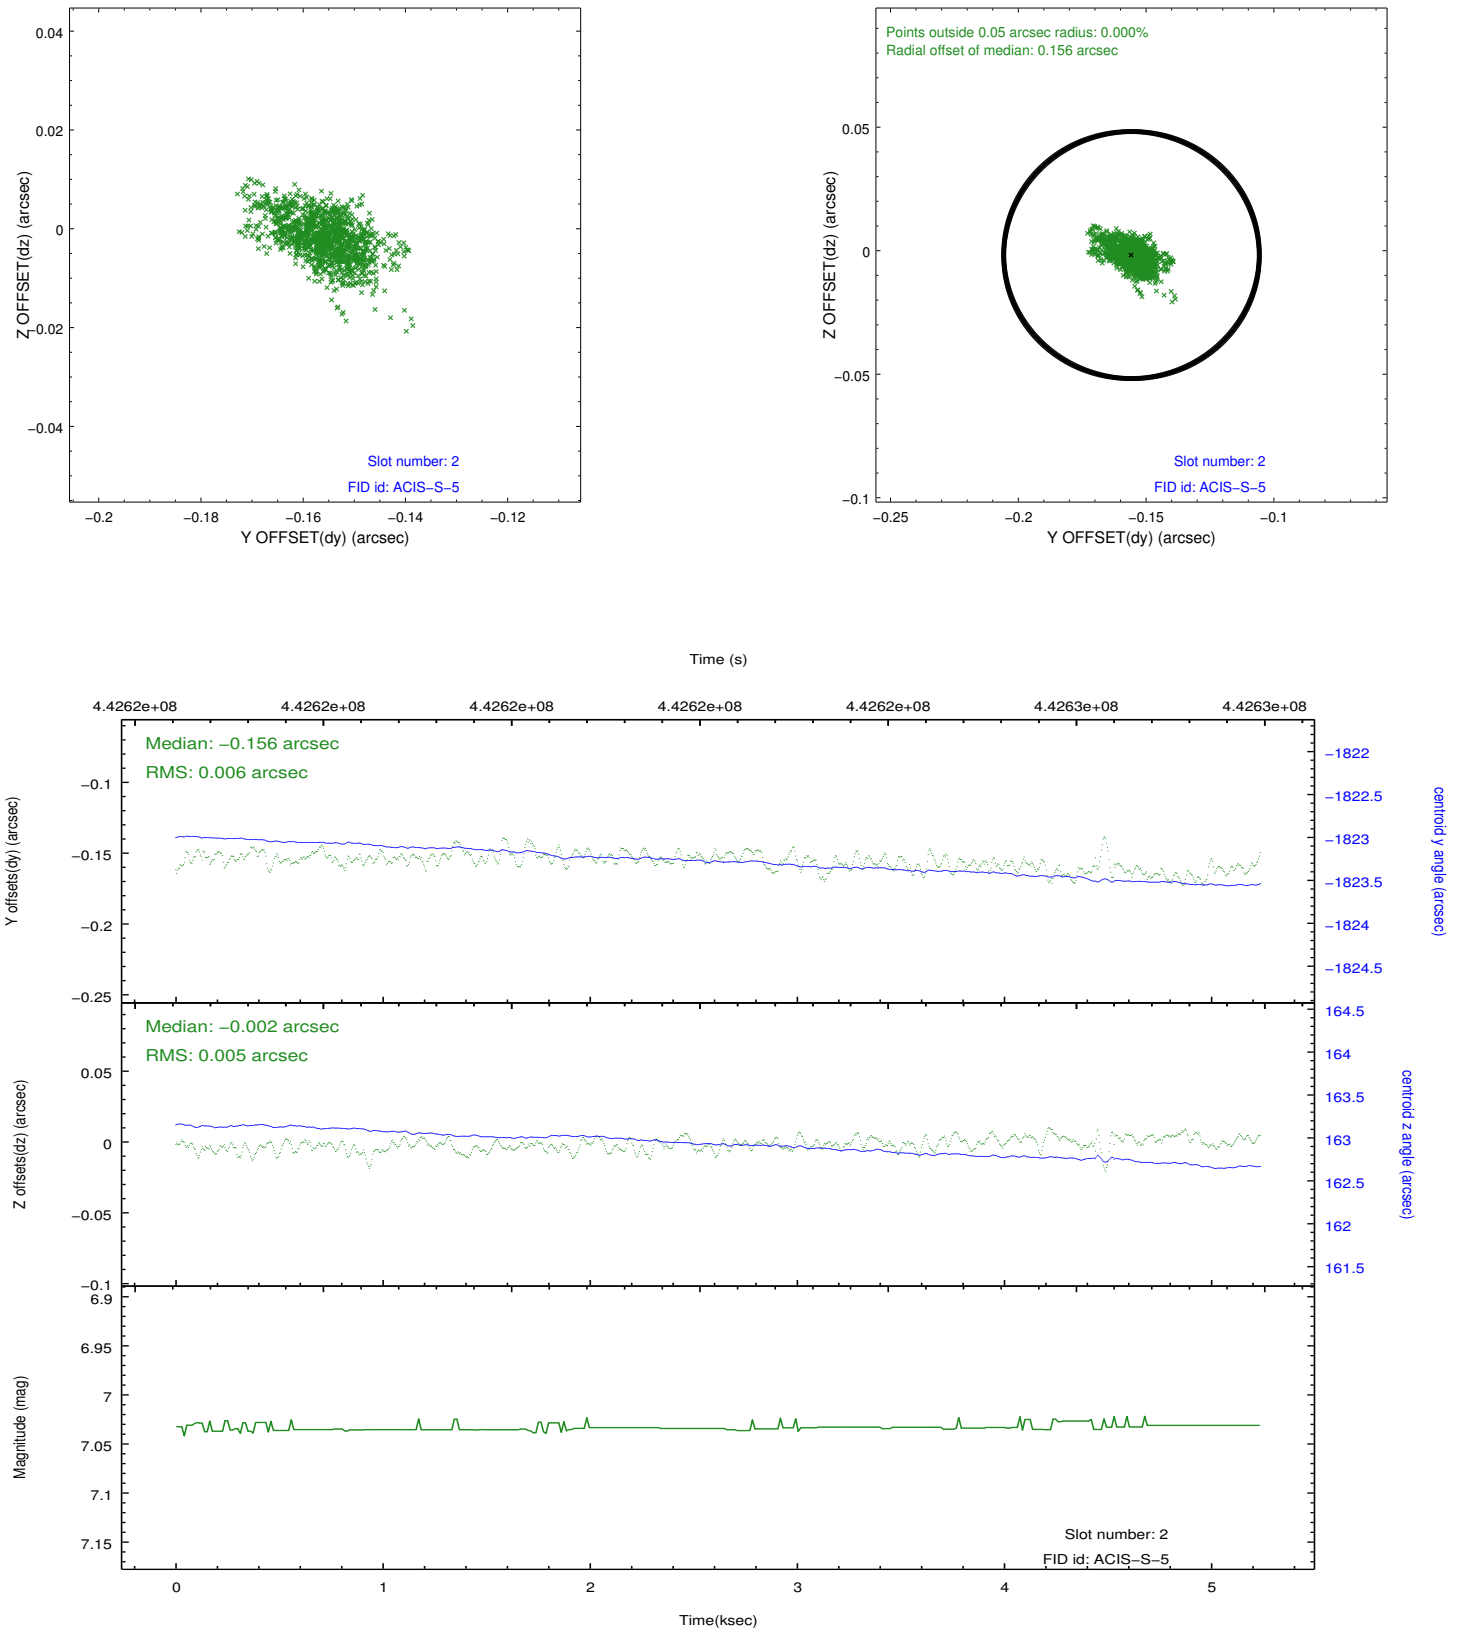 0.04
0.02
0
−0.02
−0.04
Z OFFSET(dz) (arcsec)
Slot number: 2
FID id: ACIS−S−5
−0.2
−0.18
−0.16
−0.14
−0.12
Y OFFSET(dy) (arcsec)
Points outside 0.05 arcsec radius: 0.000%
Radial offset of median: 0.156 arcsec
0.05
0
−0.05
−0.1
Z OFFSET(dz) (arcsec)
Slot number: 2
FID id: ACIS−S−5
−0.25
−0.2
−0.15
−0.1
Y OFFSET(dy) (arcsec)
Time (s)
4.4262e+08
4.4262e+08
4.4262e+08
4.4262e+08
4.4262e+08
4.4263e+08
4.4263e+08
Median: −0.156 arcsec
RMS: 0.006 arcsec
−0.1
−0.15
−0.2
−0.25
Y offsets(dy) (arcsec)
−1822
−1822.5
−1823
−1823.5
−1824
−1824.5
centroid y angle (arcsec)
Median: −0.002 arcsec
RMS: 0.005 arcsec
0.05
0
−0.05
−0.1
Z offsets(dz) (arcsec)
164.5
164
163.5
163
162.5
162
161.5
centroid z angle (arcsec)
6.9
6.95
7
7.05
7.1
7.15
Magnitude (mag)
Slot number: 2
FID id: ACIS−S−5
0
1
2
3
4
5
Time(ksec)